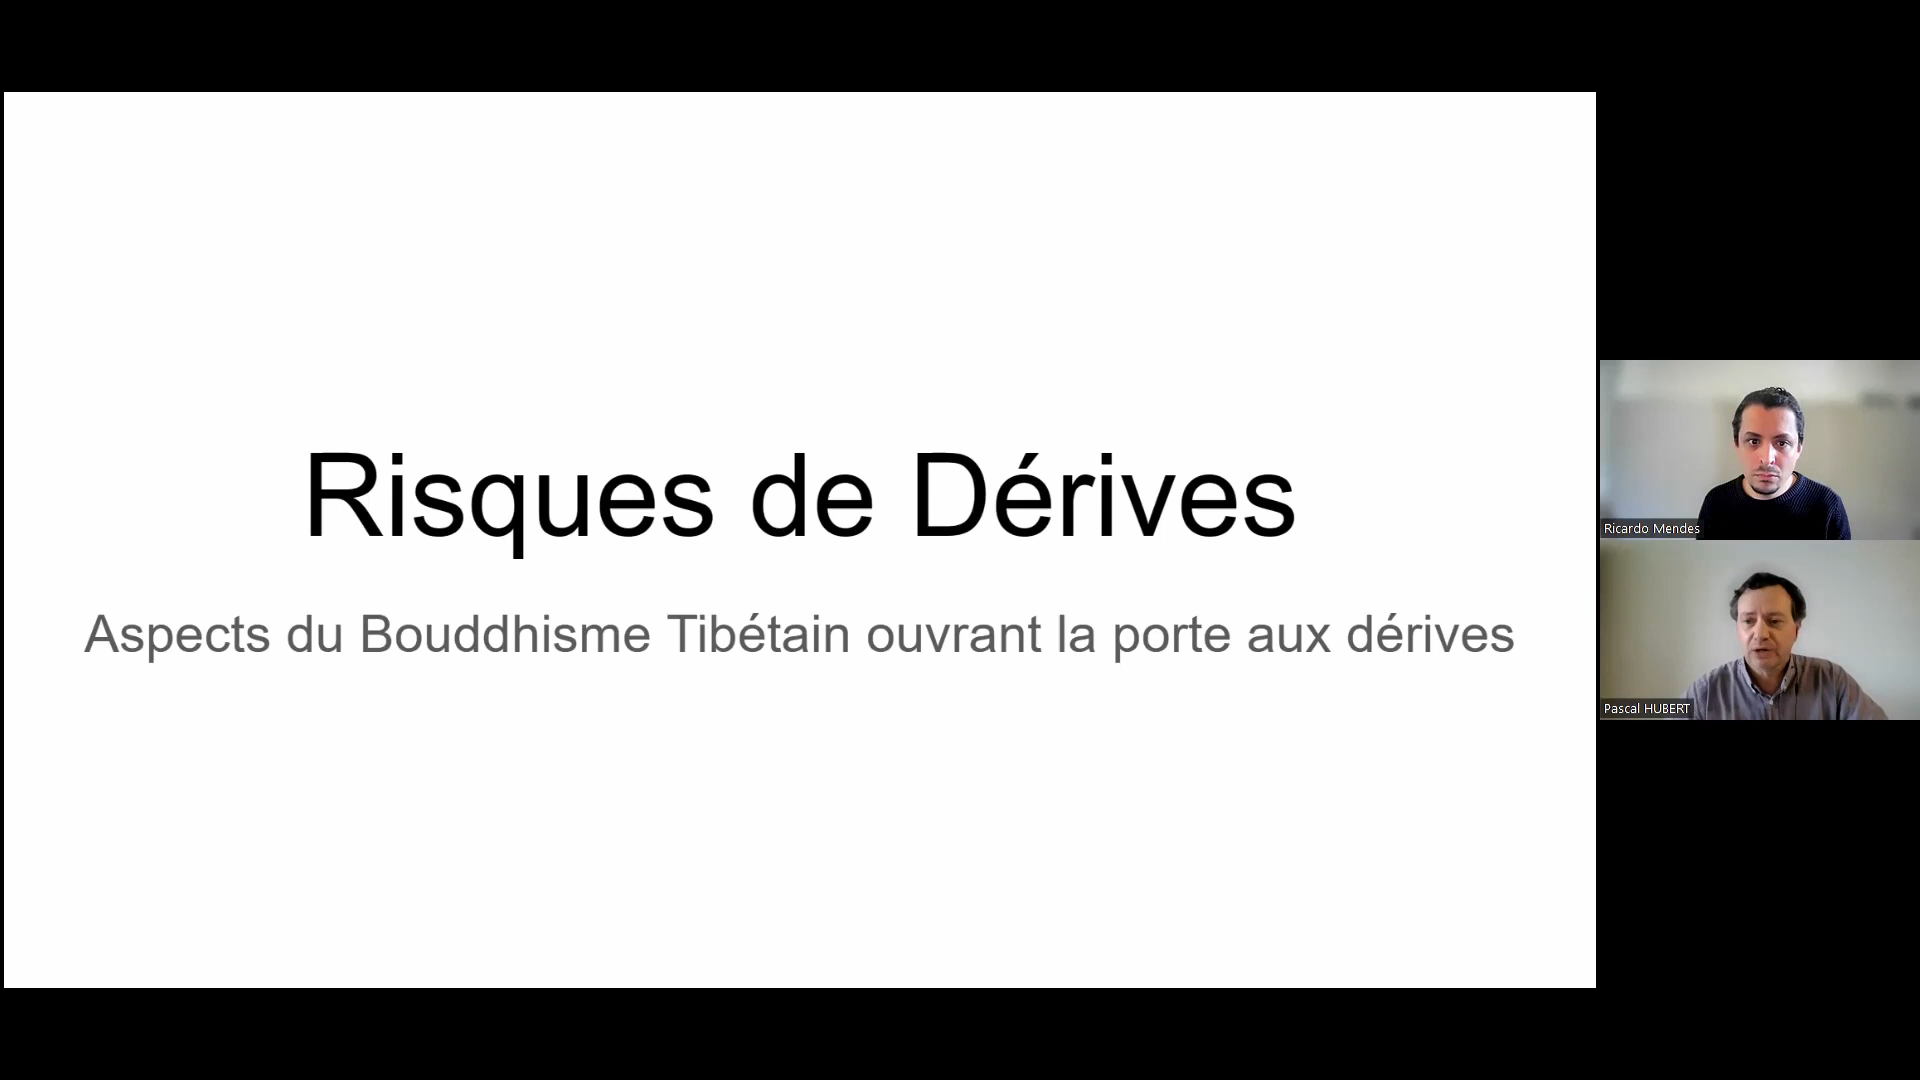 Risques de Dérives
Aspects du Bouddhisme Tibétain ouvrant la porte aux dérives
Ricardo Mendes
Pascal HUBERT